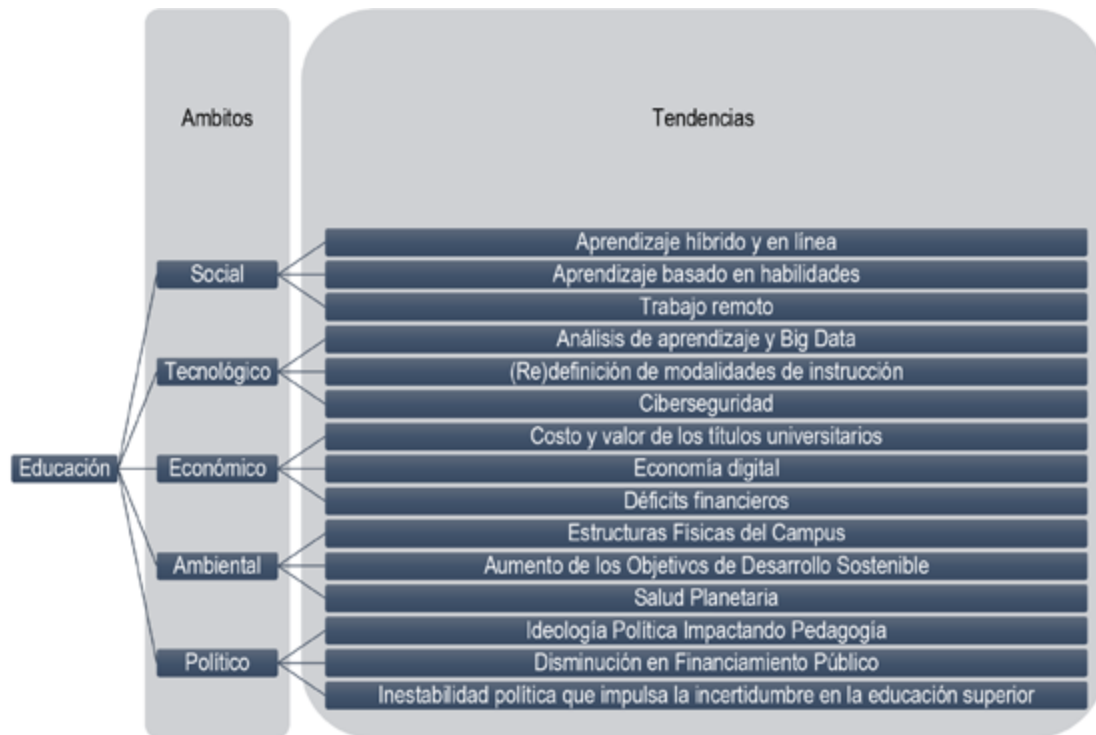 Ambitos
Tendencias
Educación
Social
Aprendizaje híbrido y en línea
Aprendizaje basado en habilidades
Trabajo remoto
Tecnológico
Análisis de aprendizaje y Big Data
(Re)definición de modalidades de instrucción
Ciberseguridad
Económico
Costo y valor de los títulos universitarios
Economía digital
Déficits financieros
Ambiental
Estructuras Físicas del Campus
Aumento de los Objetivos de Desarrollo Sostenible
Salud Planetaria
Político
Ideología Política Impactando Pedagogía
Disminución en Financiamiento Público
Inestabilidad política que impulsa la incertidumbre en la educación superior